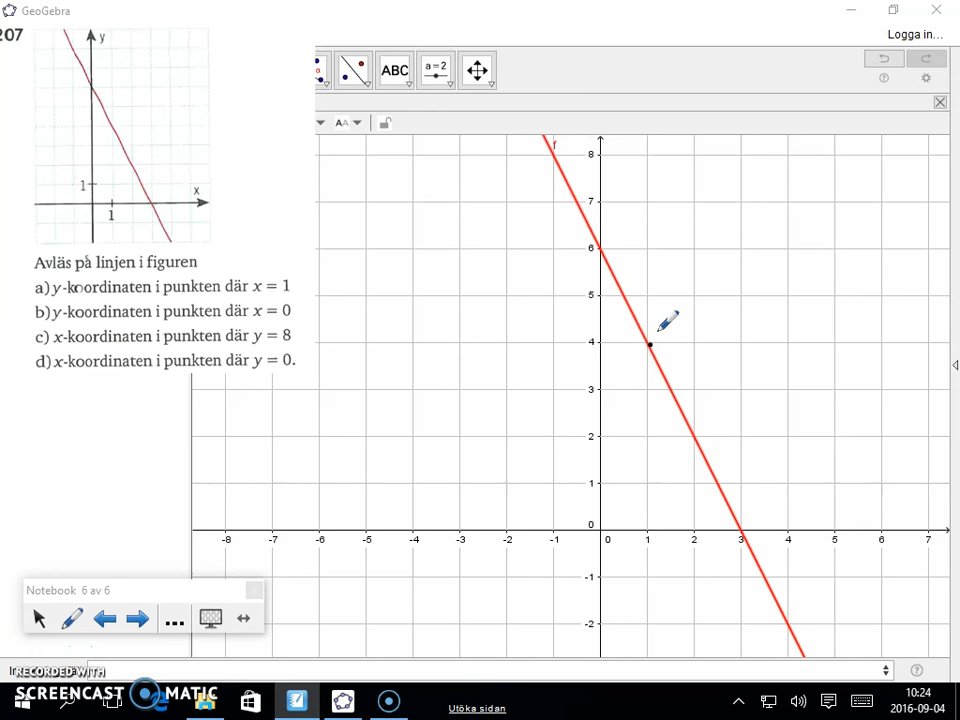 GeoGebra
Logga in...
207
y
1
x
1
Avläs på linjen i figuren
a) y-koordinaten i punkten där x = 1
b) y-koordinaten i punkten där x = 0
c) x-koordinaten i punkten där y = 8
d) x-koordinaten i punkten där y = 0.
ABC
a=2
AA
f
8
7
6
5
4
3
2
1
0
-8 -7 -6 -5 -4 -3 -2 -1 0 1 2 3 4 5 6 7
-1
-2
Notebook 6 av 6
RECORDED WITH
SCREENCAST MATIC
Utöka sidan
10:24
2016-09-04